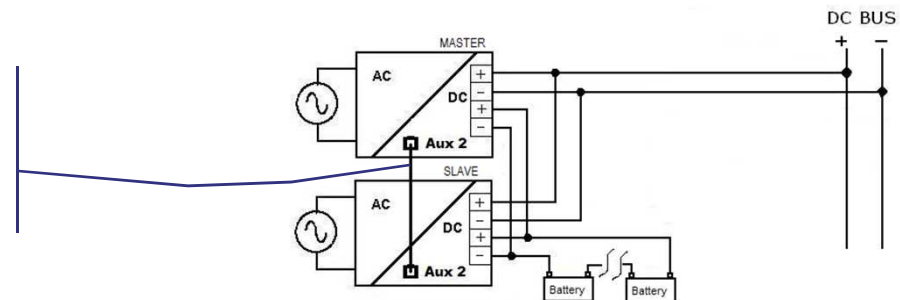 DC BUS
+ −
MASTER
AC
+
−
DC
+
−
Aux 2
SLAVE
AC
+
−
DC
+
−
Aux 2
Battery
Battery